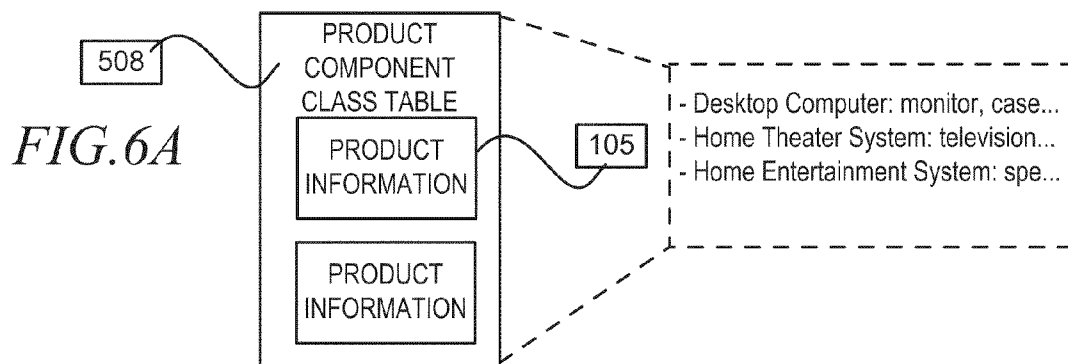 508
FIG.6A
PRODUCT
COMPONENT
CLASS TABLE
PRODUCT
INFORMATION
105
PRODUCT
INFORMATION
- Desktop Computer: monitor, case...
- Home Theater System: television...
- Home Entertainment System: spe...